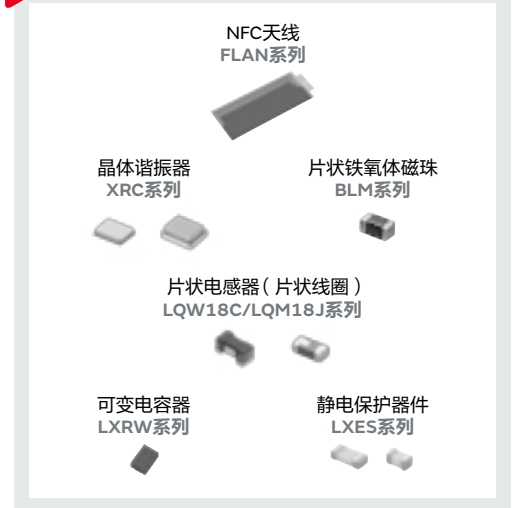 NFC天线
FLAN系列
晶体谐振器
XRC系列
片状铁氧体磁珠
BLM系列
片状电感器（片状线圈）
LQW18C/LQM18J系列
可变电容器
LXRW系列
静电保护器件
LXES系列